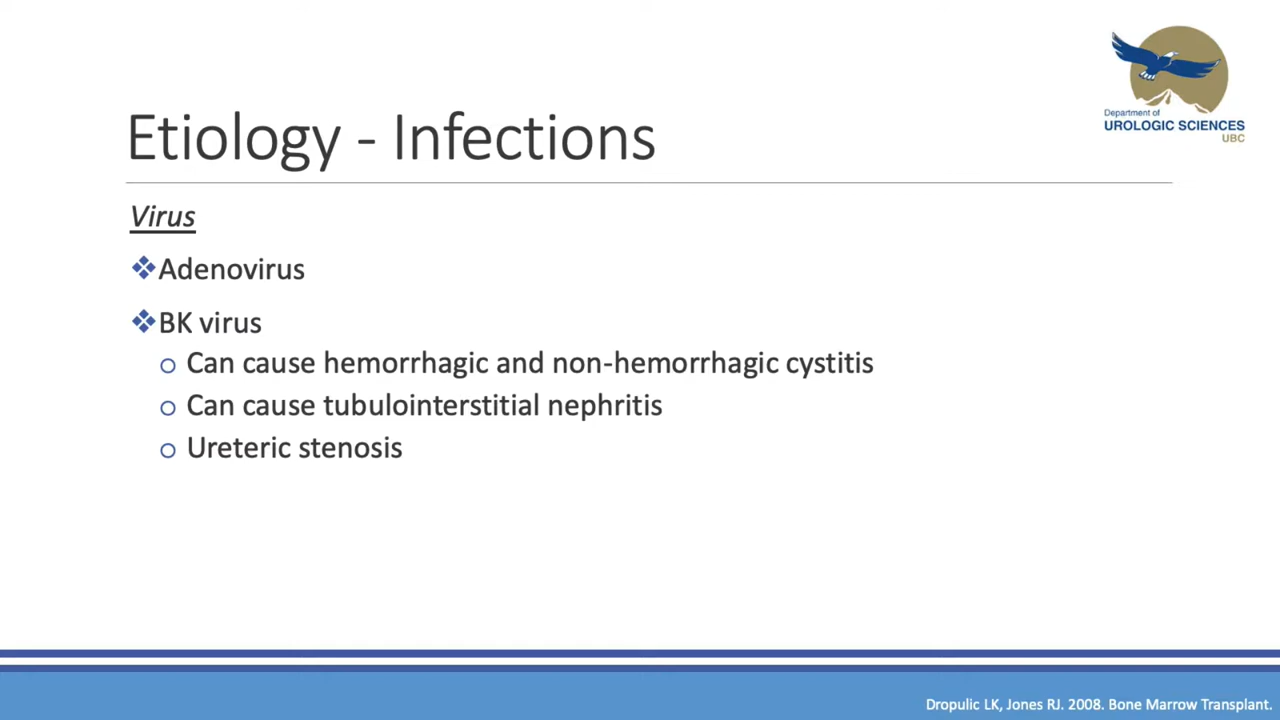 Department of
UROLOGIC SCIENCES
UBC
Etiology - Infections
Virus
❖Adenovirus
❖BK virus
o Can cause hemorrhagic and non-hemorrhagic cystitis
o Can cause tubulointerstitial nephritis
o Ureteric stenosis
Dropulic LK, Jones RJ. 2008. Bone Marrow Transplant.